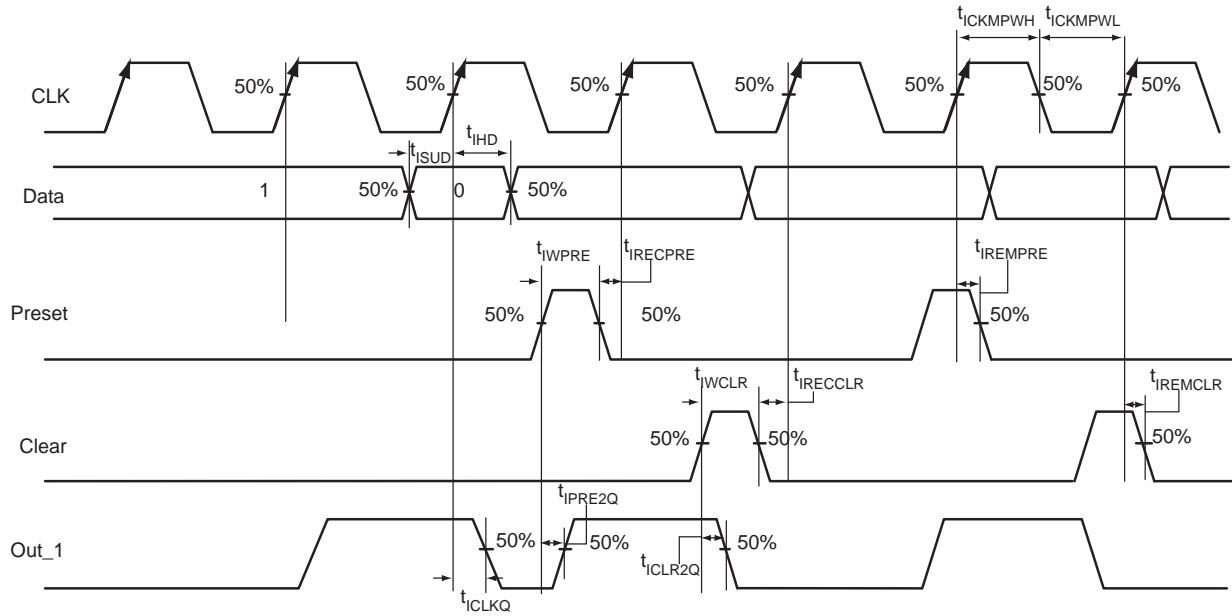 tICKMPWH tICKMPWL
CLK 50% 50% 50% 50% 50% 50% 50%
tISUD tIHD
Data 1 50% 0 50%
tIWPRE tIRECPRE tIREMPRE
Preset 50% 50% 50%
tIWCLR tIRECCLR tIREMCLR
Clear 50% 50% 50%
tIPRE2Q
Out_1 50% 50% 50%
tICLR2Q
tICLKQ